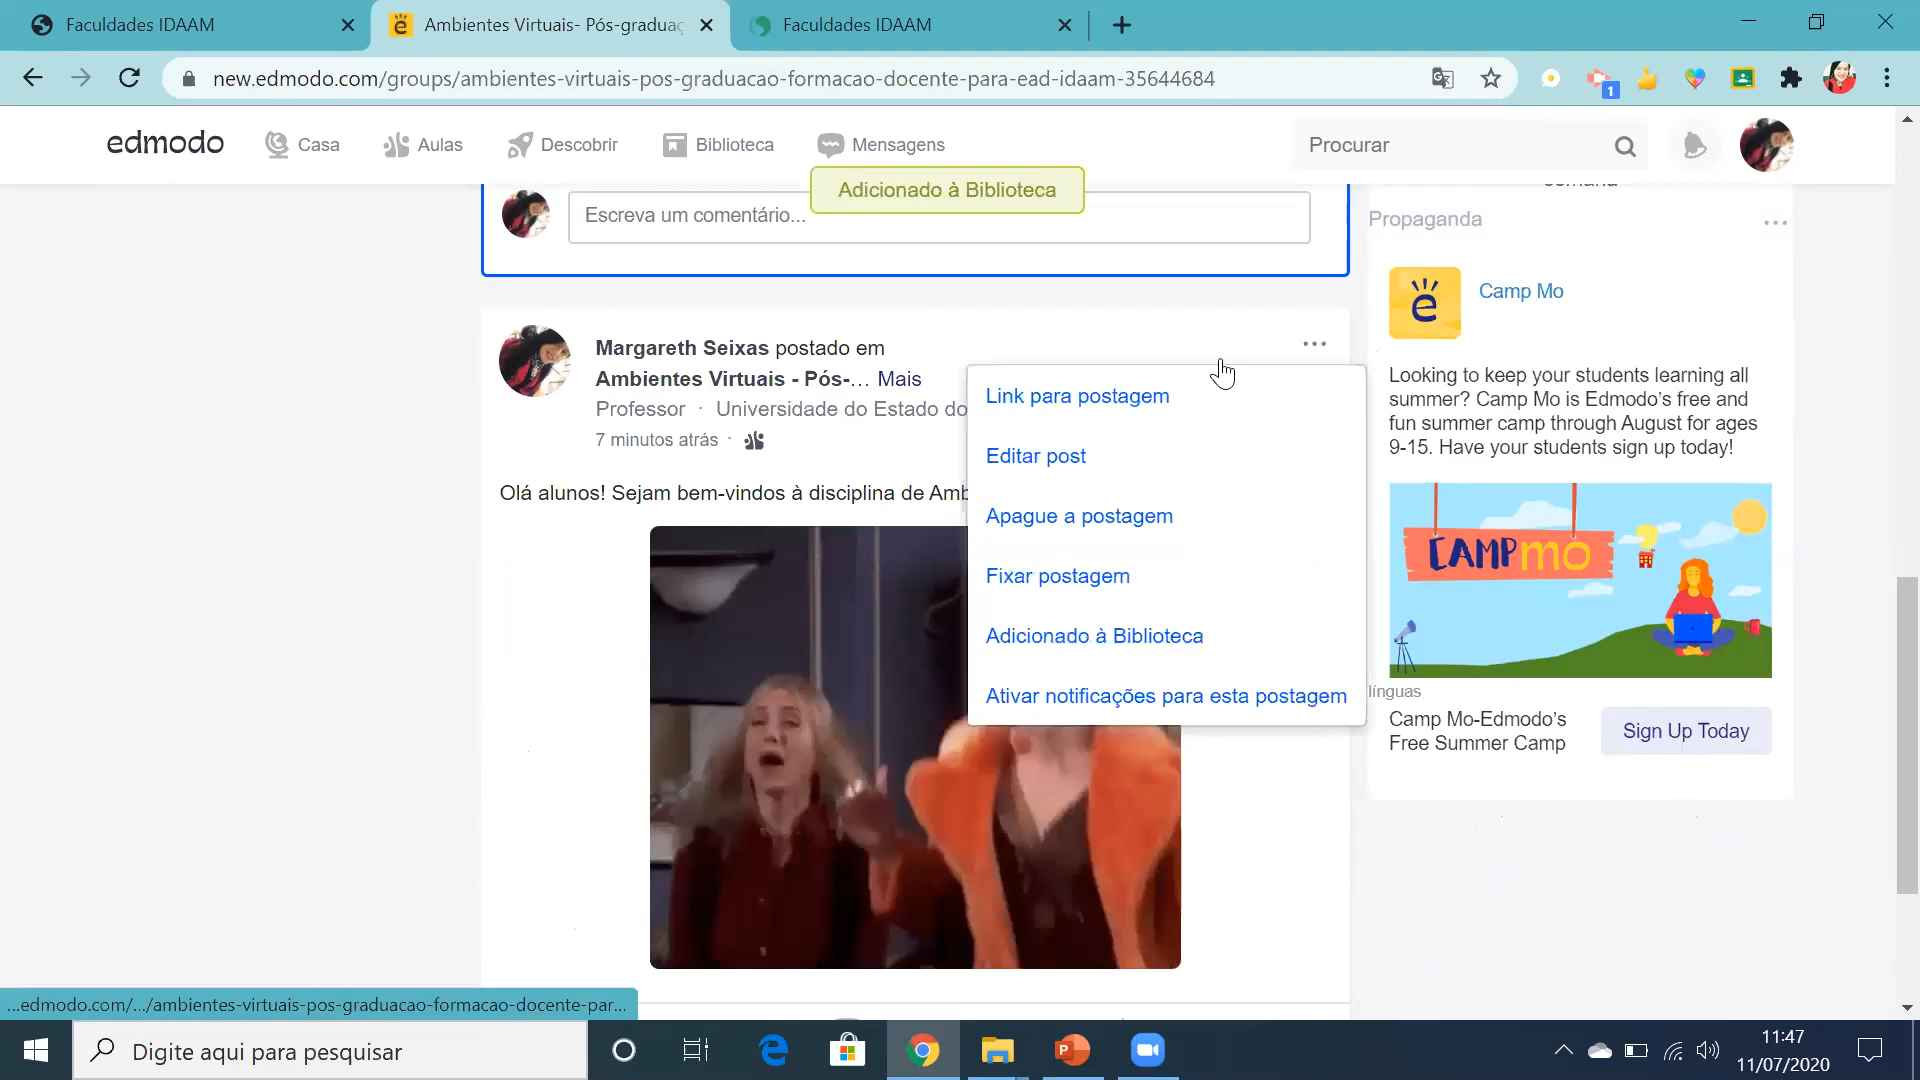 Faculdades IDAAM
Ambientes Virtuais- Pós-graduaç
Faculdades IDAAM
new.edmodo.com/groups/ambientes-virtuais-pos-graduacao-formacao-docente-para-ead-idaam-35644684
1
edmodo
Casa
Aulas
Descobrir
Biblioteca
Mensagens
Procurar
Adicionado à Biblioteca
Escreva um comentário...
Propaganda
Camp Mo
Looking to keep your students learning all
summer? Camp Mo is Edmodo's free and
fun summer camp through August for ages
9-15. Have your students sign up today!
CAMP mo
línguas
Camp Mo-Edmodo's
Free Summer Camp
Sign Up Today
Margareth Seixas postado em
Ambientes Virtuais - Pós-… Mais
Professor · Universidade do Estado do
7 minutos atrás ·
Olá alunos! Sejam bem-vindos à disciplina de Amb
Link para postagem
Editar post
Apague a postagem
Fixar postagem
Adicionado à Biblioteca
Ativar notificações para esta postagem
...edmodo.com/.../ambientes-virtuais-pos-graduacao-formacao-docente-par...
Digite aqui para pesquisar
11:47
11/07/2020